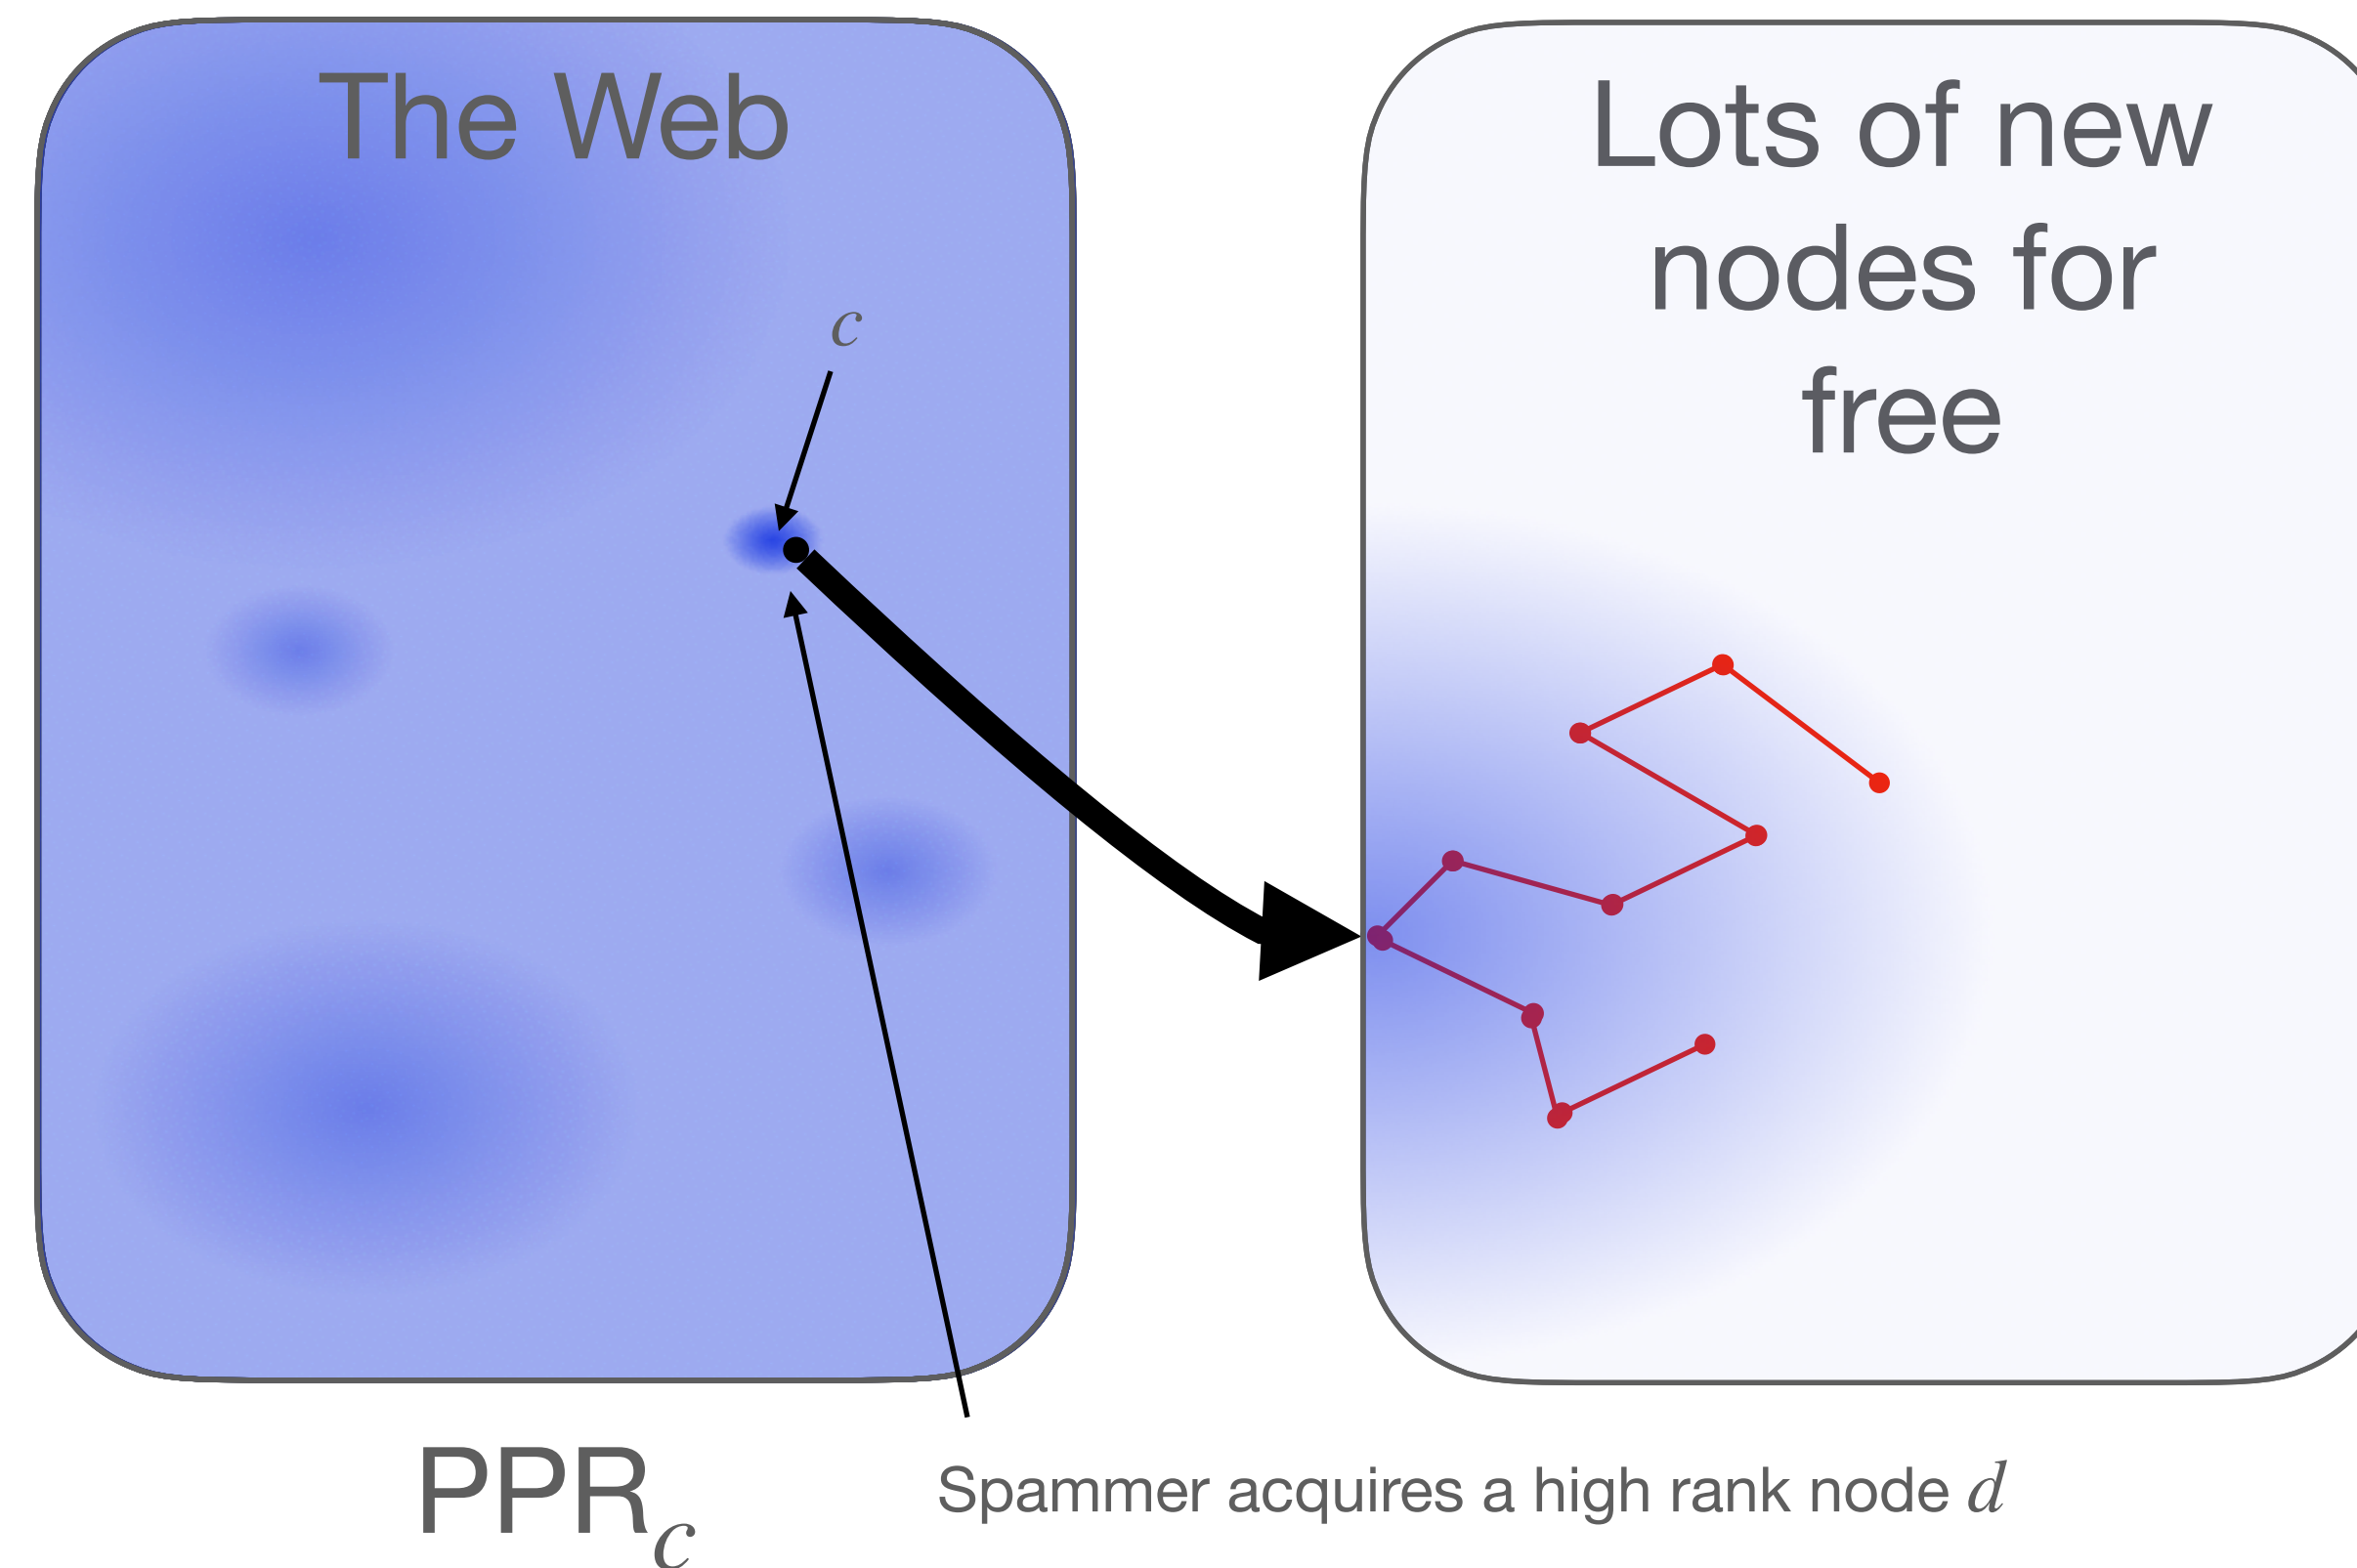 The Web
c
Lots of new
nodes for
free
PPR_c
Spammer acquires a high rank node d